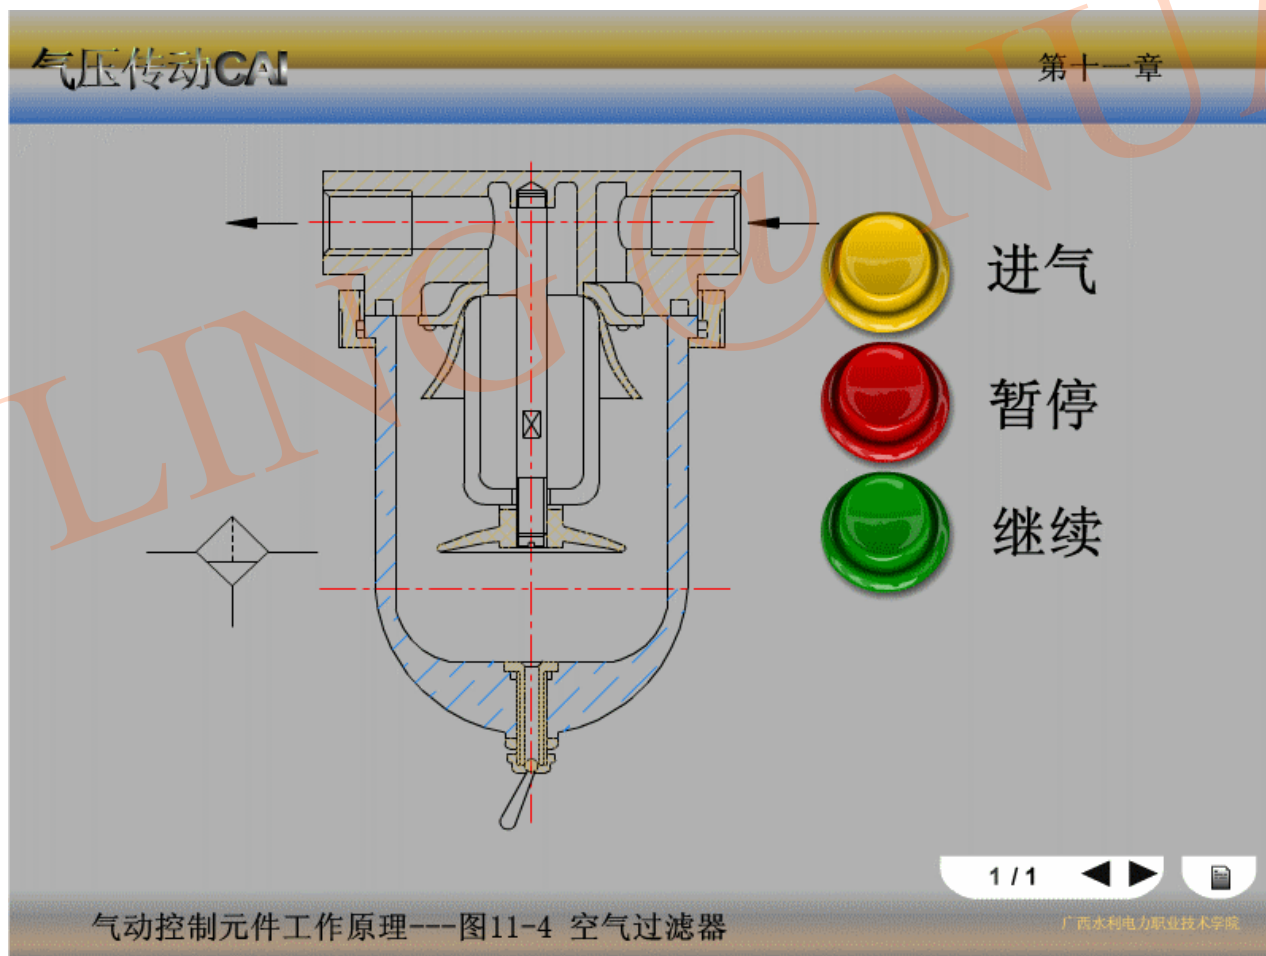 气压传动CAI
第十一章
LING @ NU
进气
暂停
继续
1 / 1
气动控制元件工作原理---图11-4 空气过滤器
广西水利电力职业技术学院